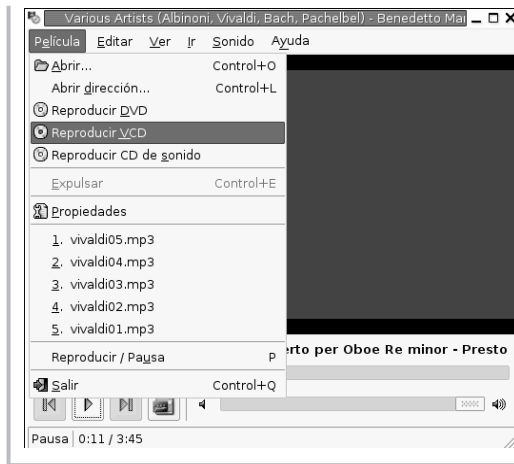 Various Artists (Albinoni, Vivaldi, Bach, Pachelbel) - Benedetto Mar
Película Editar Ver Ir Sonido Ayuda
Abrir... Control+O
Abrir dirección... Control+L
Reproducir DVD
Reproducir VCD
Reproducir CD de sonido
Expulsar Control+E
Propiedades
1. vivaldi05.mp3
2. vivaldi04.mp3
3. vivaldi03.mp3
4. vivaldi02.mp3
5. vivaldi01.mp3
erto per Oboe Re minor - Presto
Reproducir / Pausa P
Salir Control+Q
Pausa 0:11 / 3:45